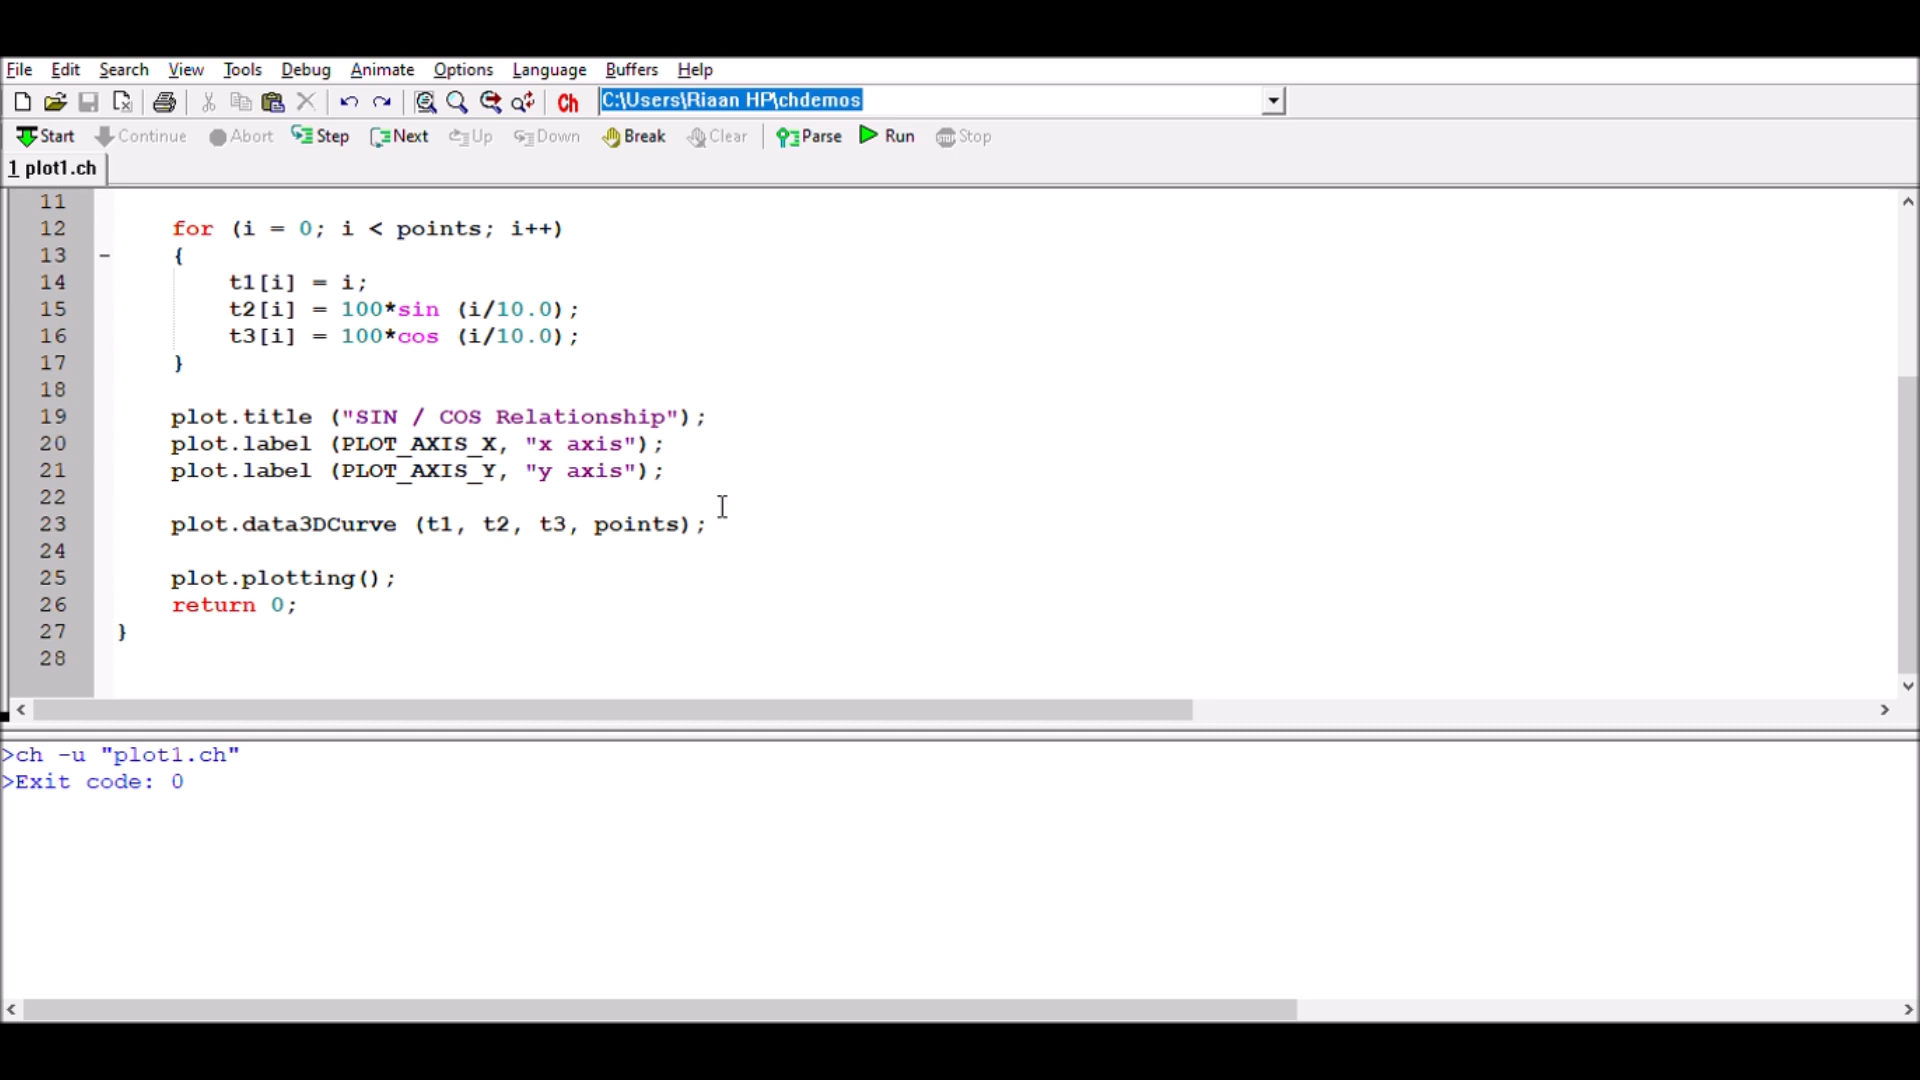 File Edit Search View Tools Debug Animate Options Language Buffers Help
Ch C:\Users\Riaan HP\chdemos
Start Continue Abort Step Next Up Down Break Clear Parse Run Stop
1 plot1.ch
11
12 for (i = 0; i < points; i++)
13 {
14 t1[i] = i;
15 t2[i] = 100*sin (i/10.0);
16 t3[i] = 100*cos (i/10.0);
17 }
18
19 plot.title ("SIN / COS Relationship");
20 plot.label (PLOT_AXIS_X, "x axis");
21 plot.label (PLOT_AXIS_Y, "y axis");
22
23 plot.data3DCurve (t1, t2, t3, points);
24
25 plot.plotting();
26 return 0;
27 }
28
>ch -u "plot1.ch"
>Exit code: 0